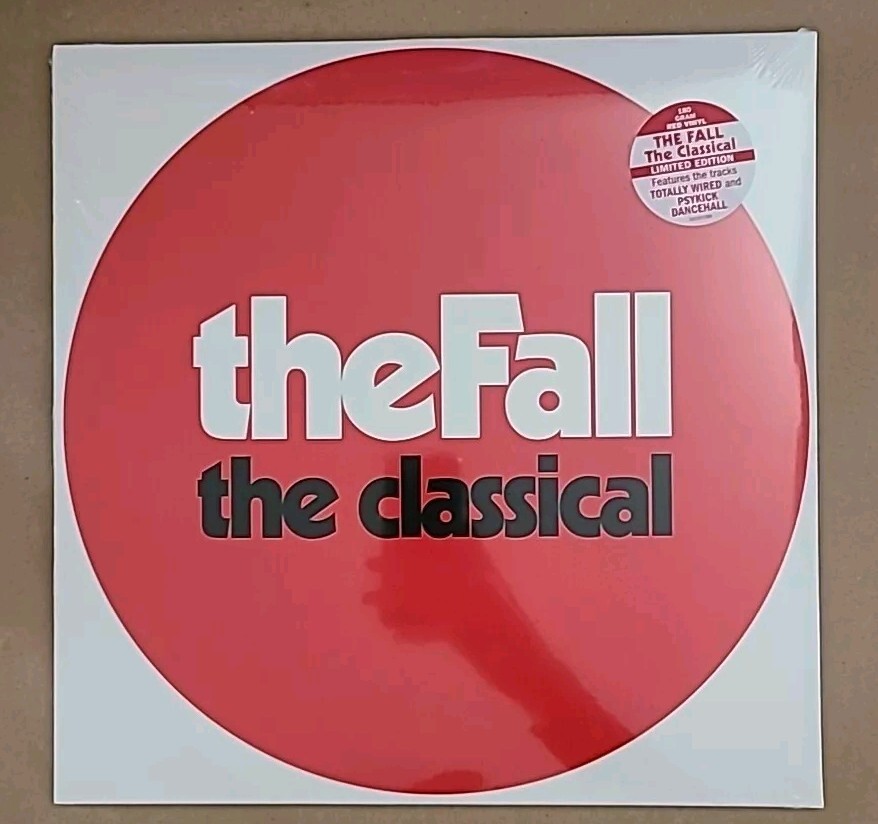 180
GRAM
RED VINYL
THE FALL
The Classical
LIMITED EDITION
Features the tracks
TOTALLY WIRED and
PSYKICK
DANCEHALL
theFall
the classical